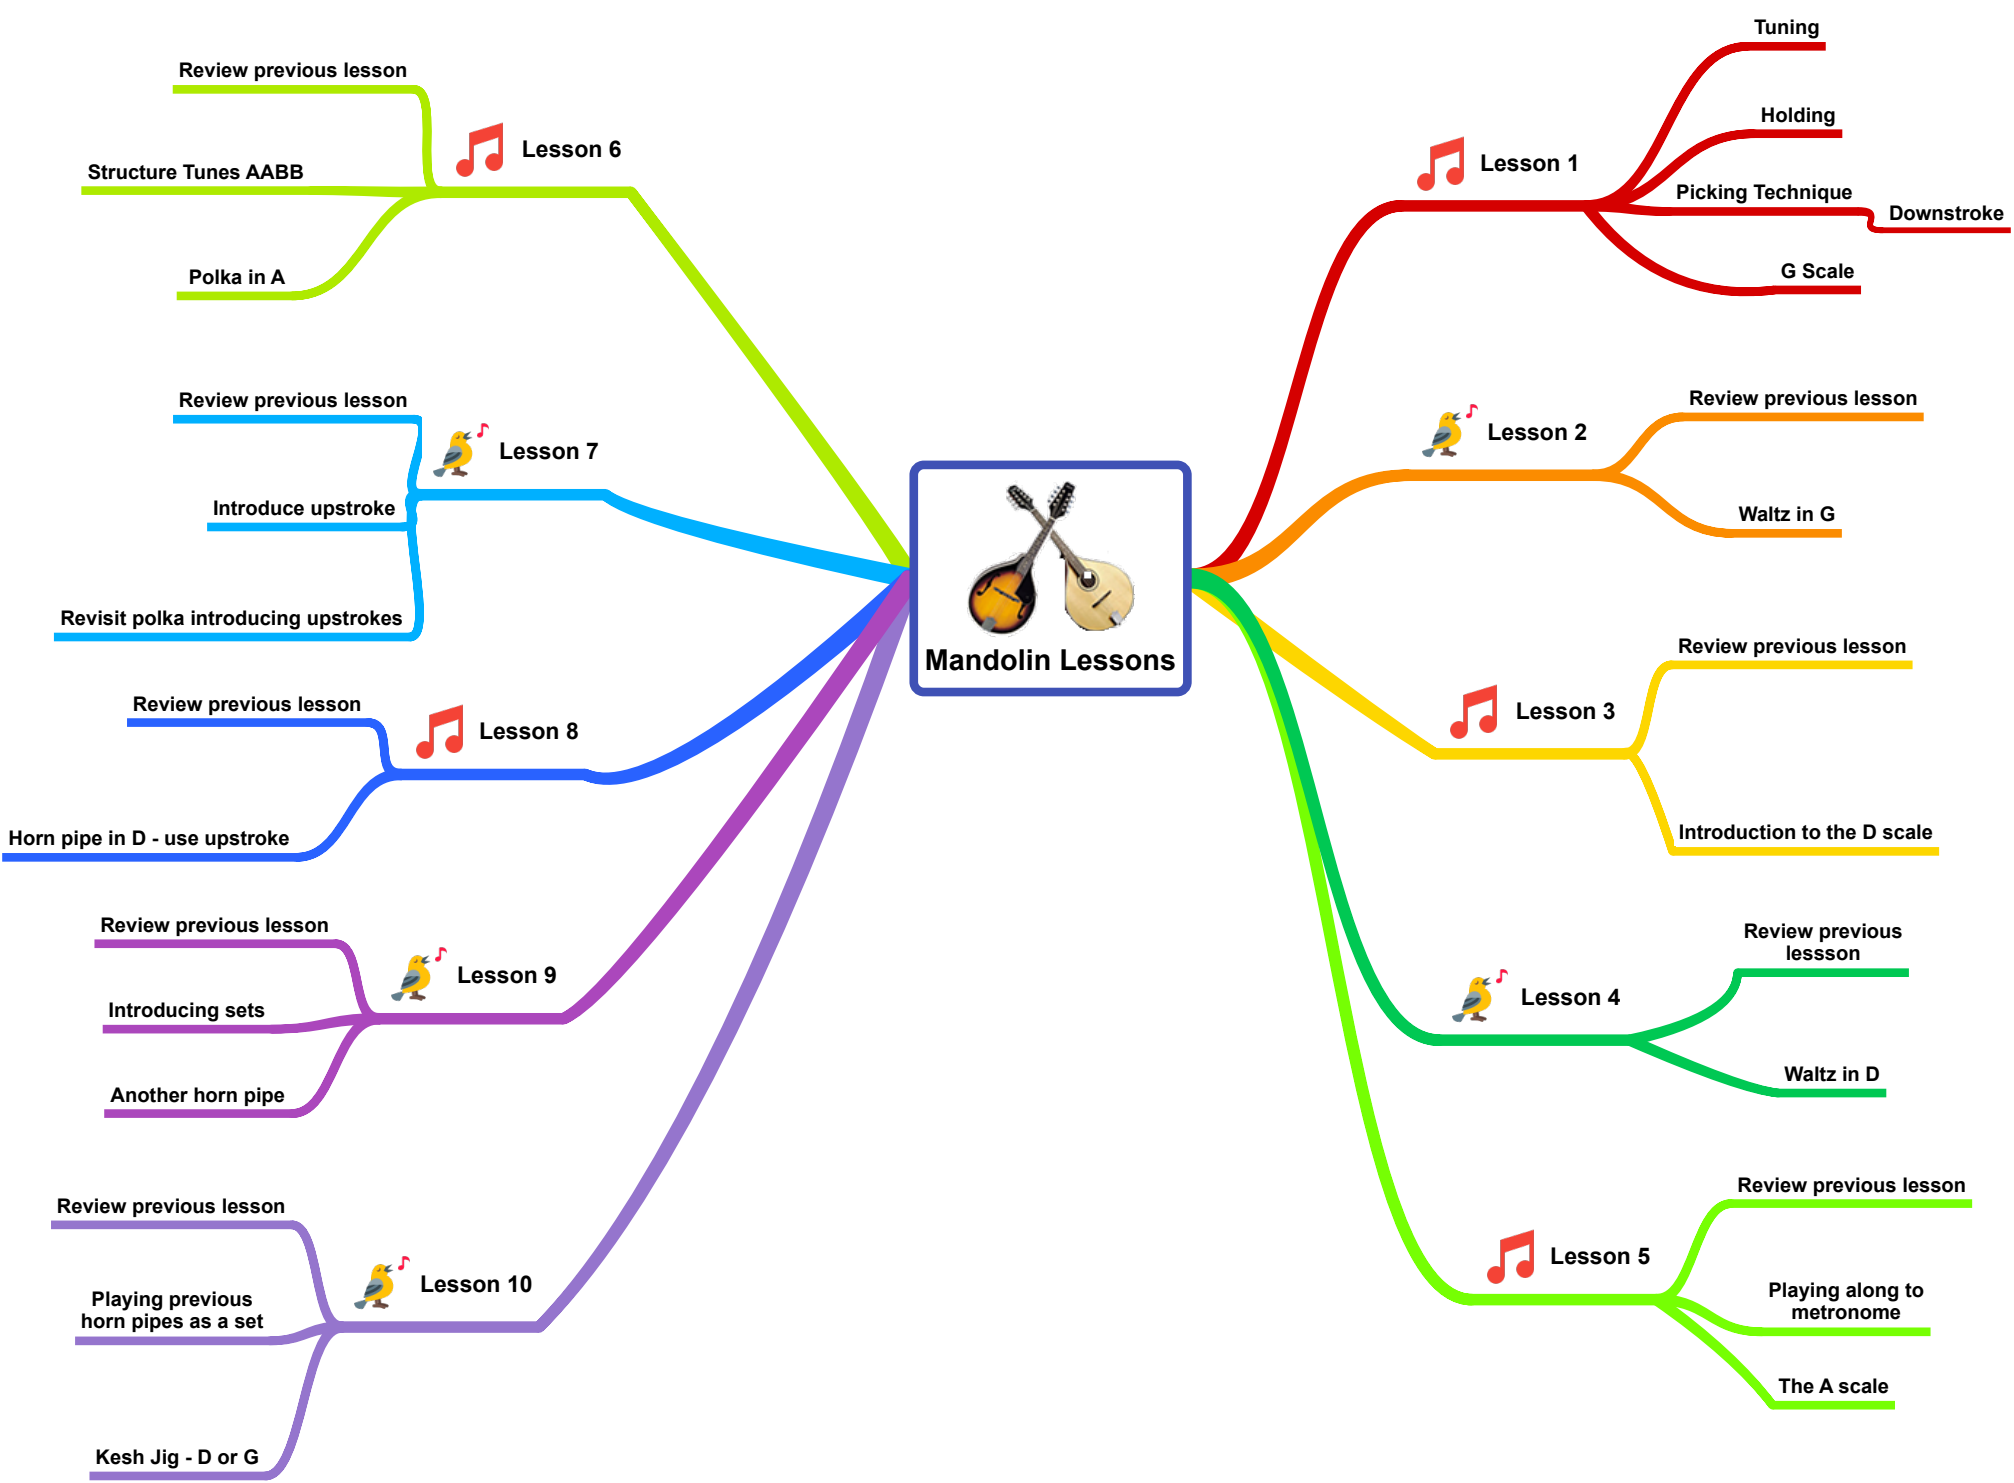 Mandolin Lessons
Lesson 1
Tuning
Holding
Picking Technique
Downstroke
G Scale
Lesson 2
Review previous lesson
Waltz in G
Lesson 3
Review previous lesson
Introduction to the D scale
Lesson 4
Review previous
lessson
Waltz in D
Lesson 5
Review previous lesson
Playing along to
metronome
The A scale
Lesson 6
Review previous lesson
Structure Tunes AABB
Polka in A
Lesson 7
Review previous lesson
Introduce upstroke
Revisit polka introducing upstrokes
Lesson 8
Review previous lesson
Horn pipe in D - use upstroke
Lesson 9
Review previous lesson
Introducing sets
Another horn pipe
Lesson 10
Review previous lesson
Playing previous
horn pipes as a set
Kesh Jig - D or G